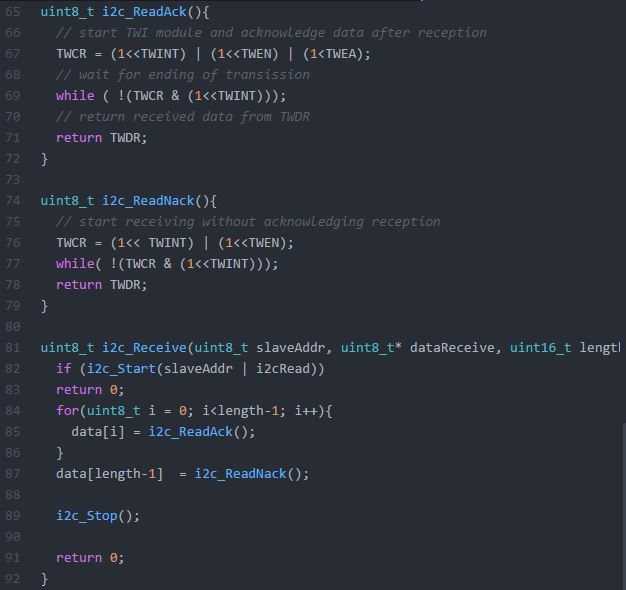 65 uint8_t i2c_ReadAck(){
66 // start TWI module and acknowledge data after reception
67 TWCR = (1<<TWINT) | (1<<TWEN) | (1<TWEA);
68 // wait for ending of transission
69 while ( !(TWCR & (1<<TWINT)));
70 // return received data from TWDR
71 return TWDR;
72 }
73
74 uint8_t i2c_ReadNack(){
75 // start receiving without acknowledging reception
76 TWCR = (1<< TWINT) | (1<<TWEN);
77 while( !(TWCR & (1<<TWINT)));
78 return TWDR;
79 }
80
81 uint8_t i2c_Receive(uint8_t slaveAddr, uint8_t* dataReceive, uint16_t length
82 if (i2c_Start(slaveAddr | i2cRead))
83 return 0;
84 for(uint8_t i = 0; i<length-1; i++){
85 data[i] = i2c_ReadAck();
86 }
87 data[length-1]  = i2c_ReadNack();
88
89 i2c_Stop();
90
91 return 0;
92 }